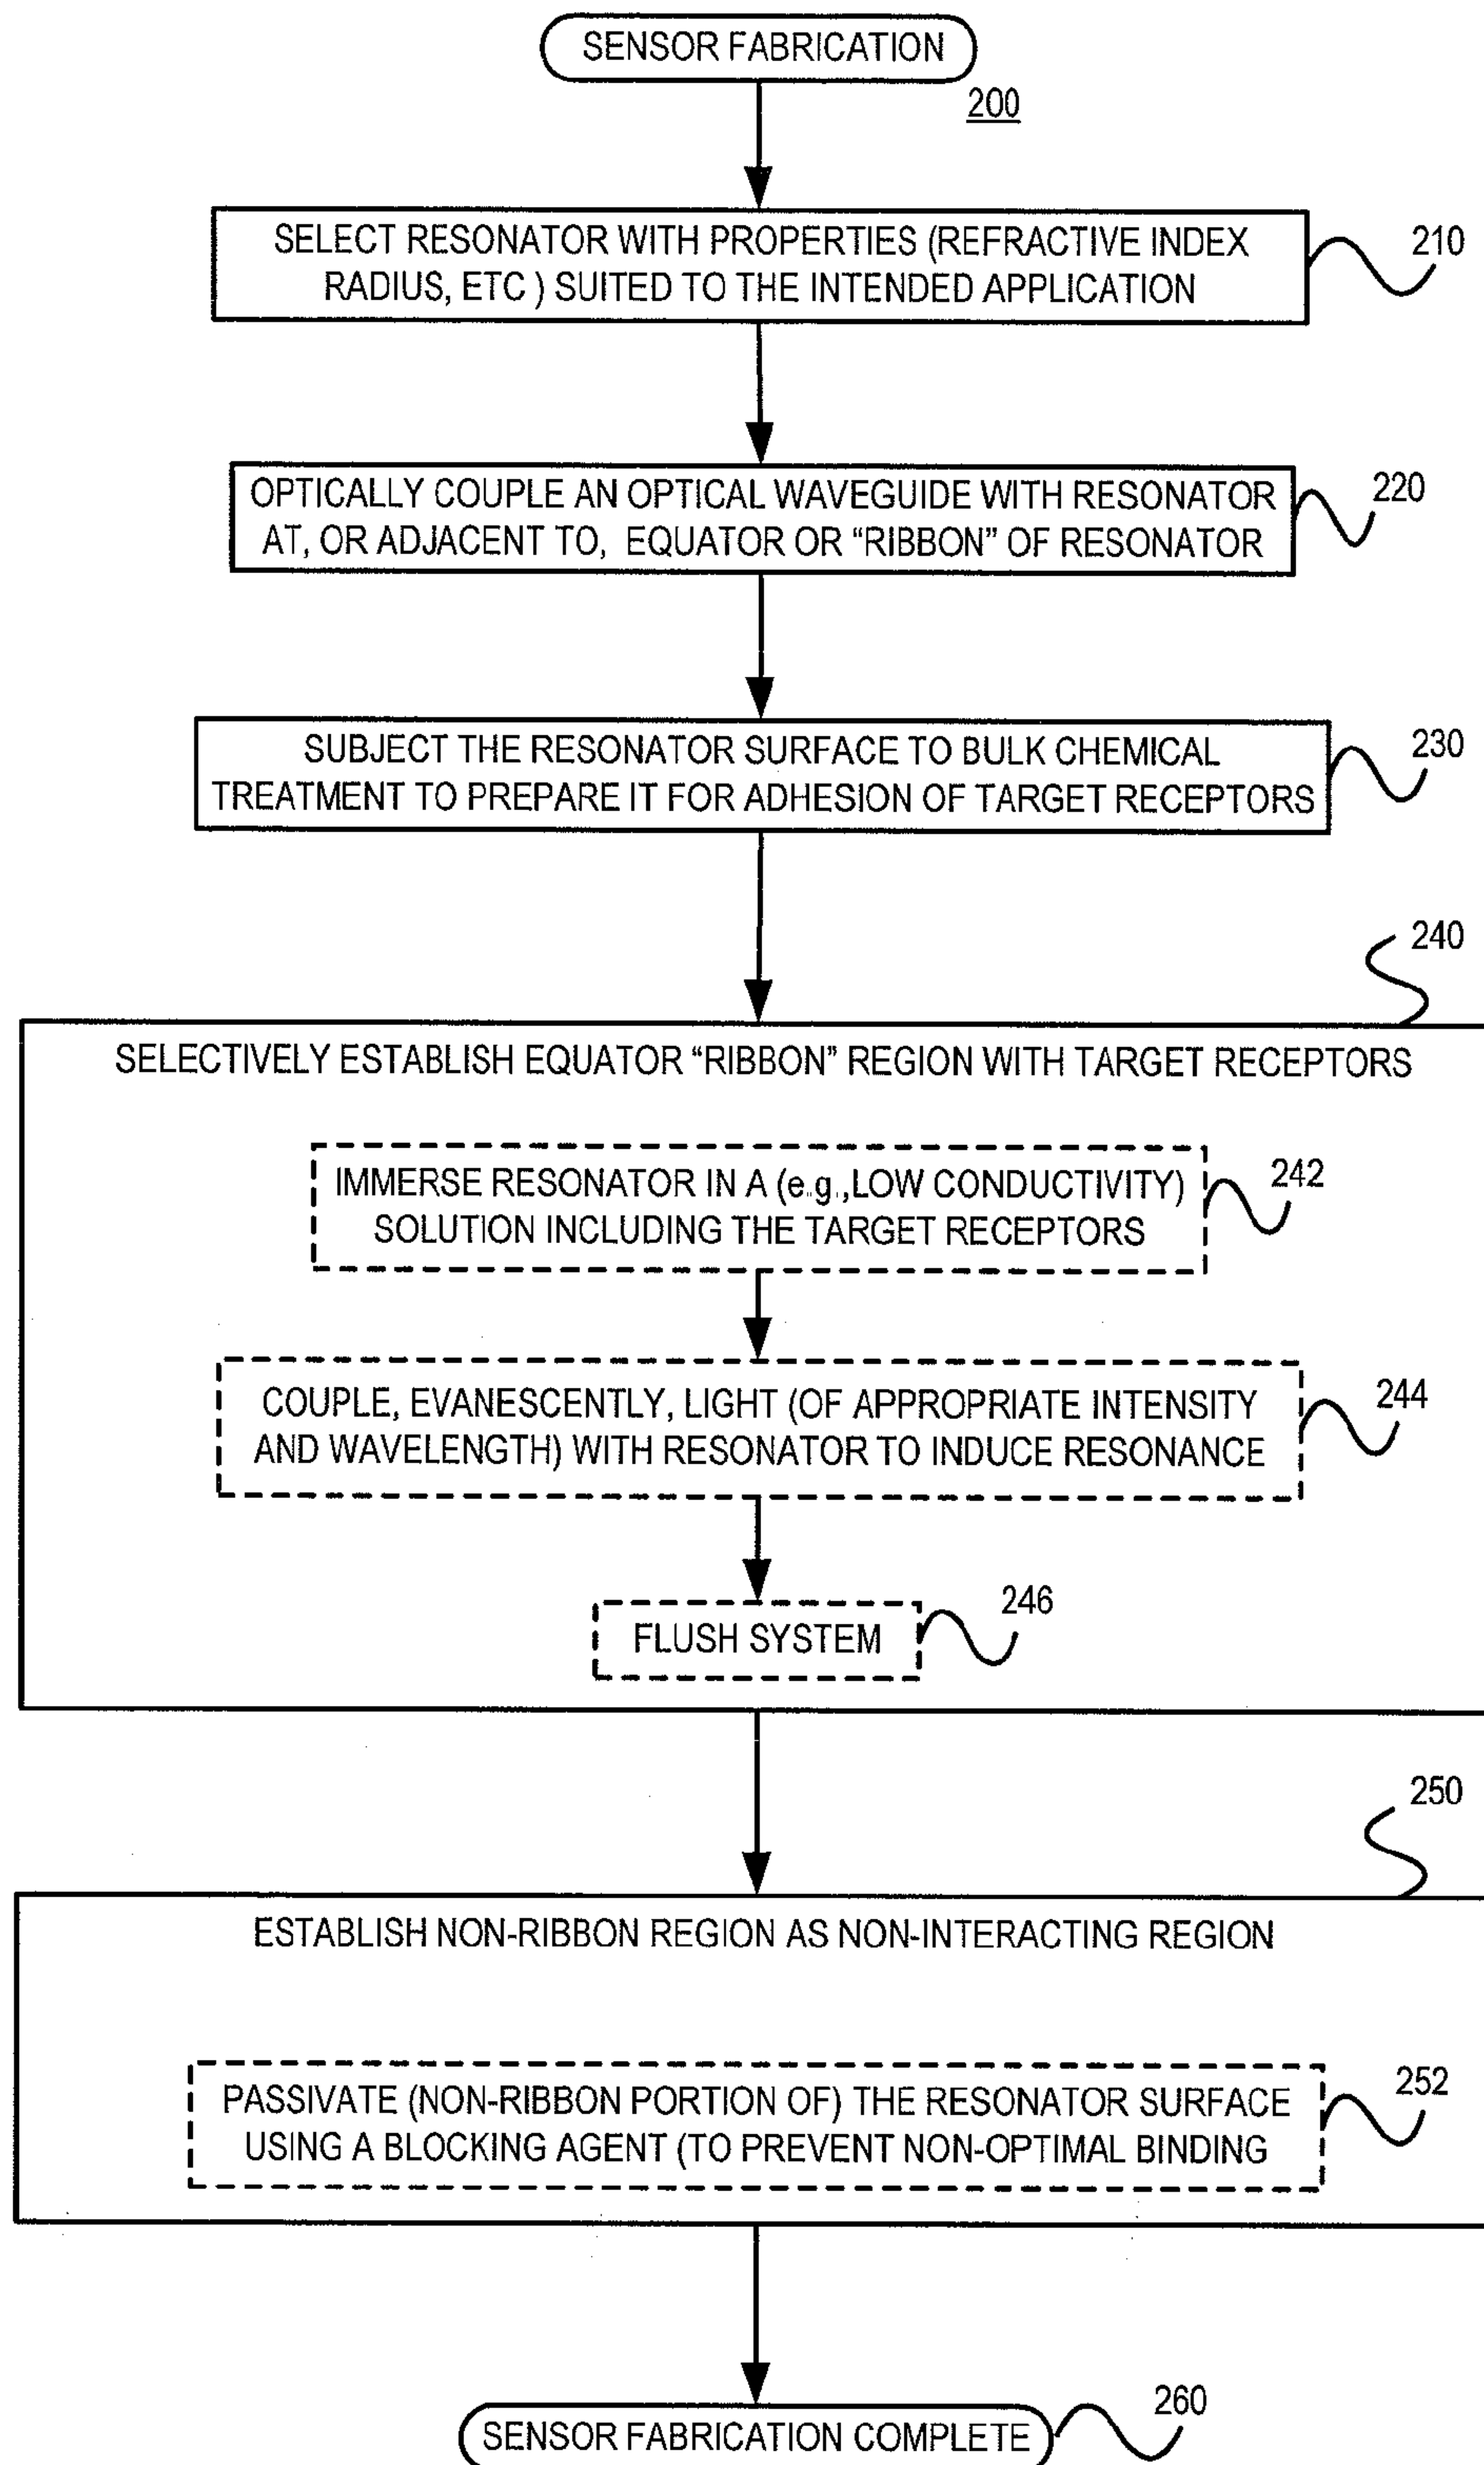 SENSOR FABRICATION
200
SELECT RESONATOR WITH PROPERTIES (REFRACTIVE INDEX
RADIUS, ETC ) SUITED TO THE INTENDED APPLICATION
210
OPTICALLY COUPLE AN OPTICAL WAVEGUIDE WITH RESONATOR
AT, OR ADJACENT TO, EQUATOR OR “RIBBON” OF RESONATOR
220
SUBJECT THE RESONATOR SURFACE TO BULK CHEMICAL
TREATMENT TO PREPARE IT FOR ADHESION OF TARGET RECEPTORS
230
240
SELECTIVELY ESTABLISH EQUATOR “RIBBON” REGION WITH TARGET RECEPTORS
IMMERSE RESONATOR IN A (e.g.,LOW CONDUCTIVITY)
SOLUTION INCLUDING THE TARGET RECEPTORS
242
COUPLE, EVANESCENTLY, LIGHT (OF APPROPRIATE INTENSITY
AND WAVELENGTH) WITH RESONATOR TO INDUCE RESONANCE
244
FLUSH SYSTEM
246
250
ESTABLISH NON-RIBBON REGION AS NON-INTERACTING REGION
PASSIVATE (NON-RIBBON PORTION OF) THE RESONATOR SURFACE
USING A BLOCKING AGENT (TO PREVENT NON-OPTIMAL BINDING
252
SENSOR FABRICATION COMPLETE
260